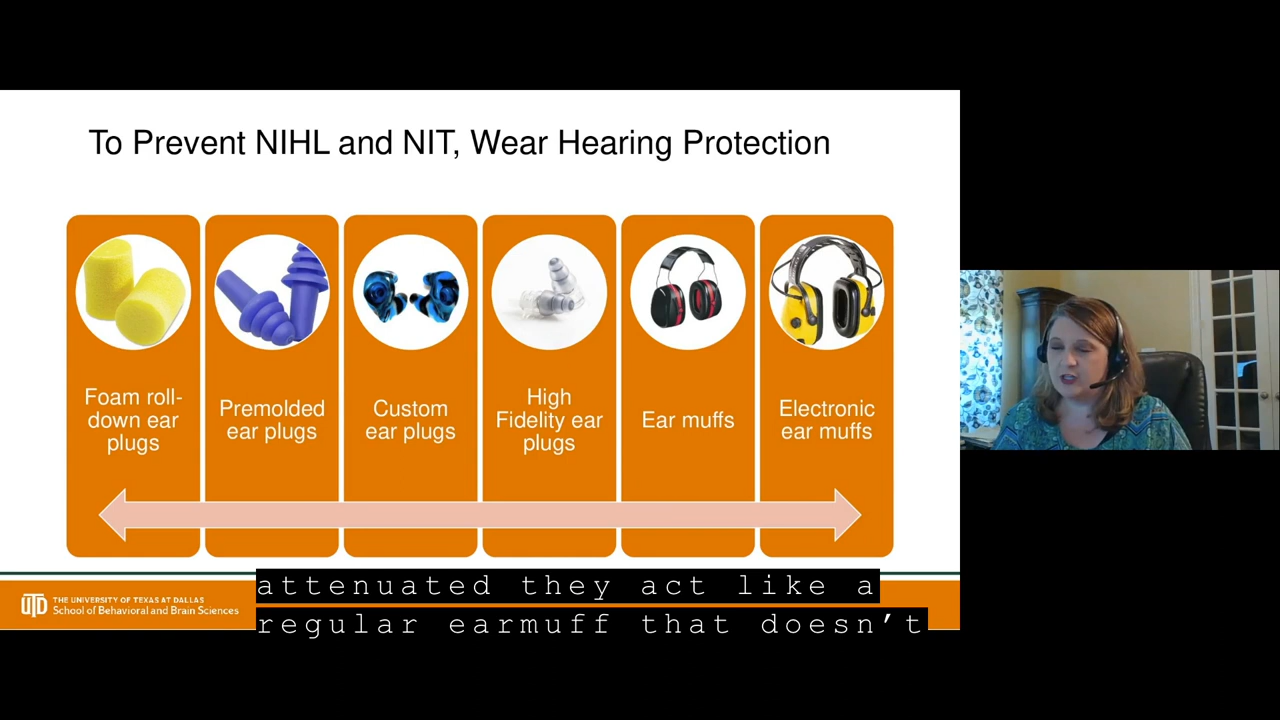 To Prevent NIHL and NIT, Wear Hearing Protection
Foam roll-
down ear
plugs
Premolded
ear plugs
Custom
ear plugs
High
Fidelity ear
plugs
Ear muffs
Electronic
ear muffs
UTD
THE UNIVERSITY OF TEXAS AT DALLAS
School of Behavioral and Brain Sciences
attenuated they act like a
regular earmuff that doesn't